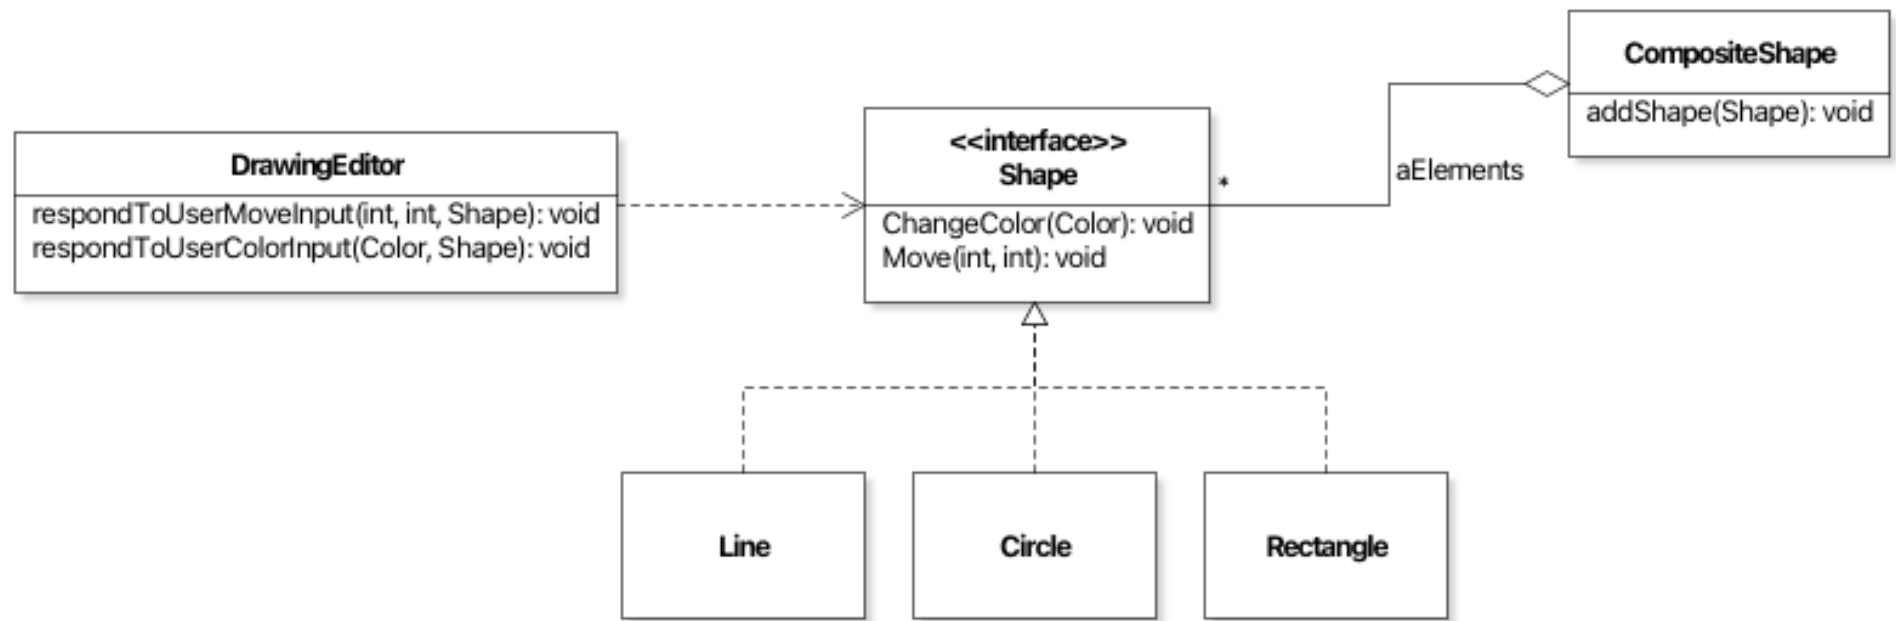 DrawingEditor
respondToUserMoveInput(int, int, Shape): void
respondToUserColorInput(Color, Shape): void
<<interface>>
Shape
ChangeColor(Color): void
Move(int, int): void
*
aElements
CompositeShape
addShape(Shape): void
Line
Circle
Rectangle